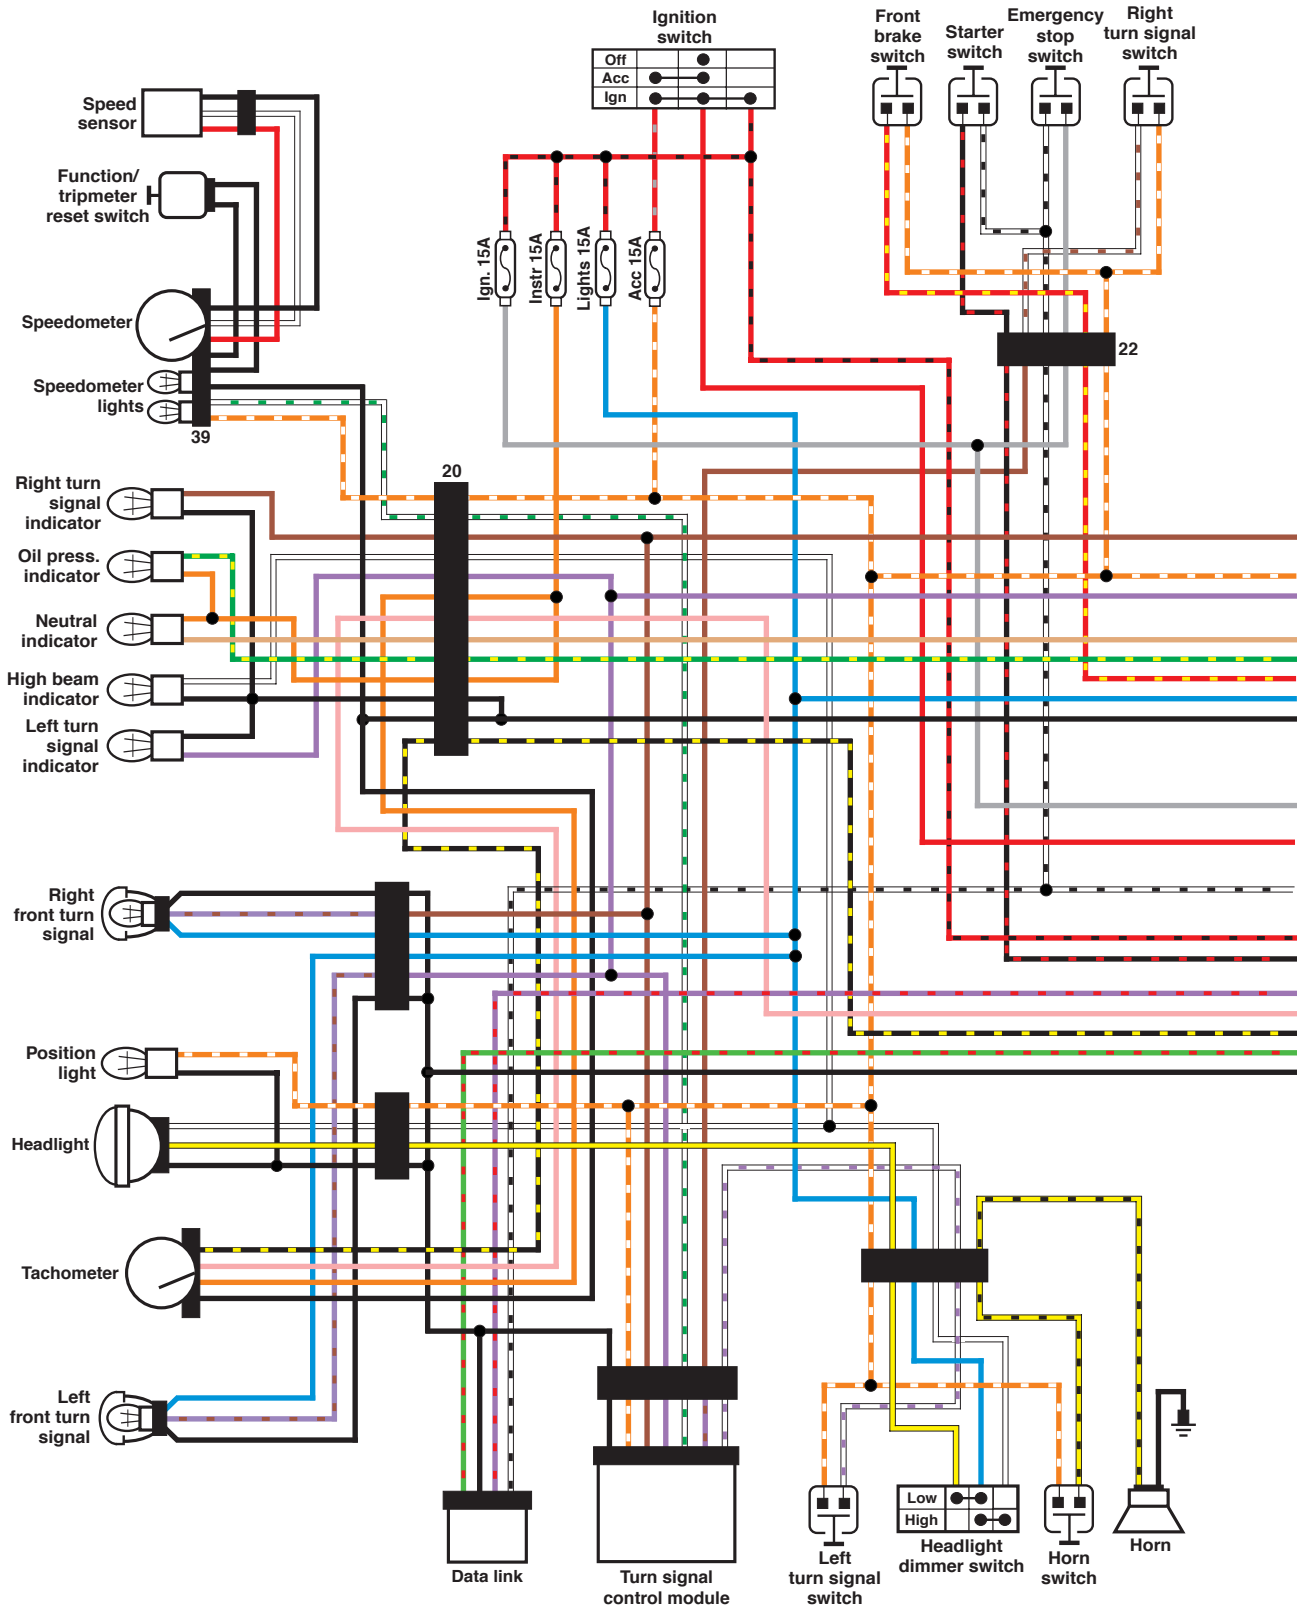 Ignition
switch
Off
Acc
Ign
Front
brake
switch
Starter
switch
Emergency
stop
switch
Right
turn signal
switch
Speed
sensor
Function/
tripmeter
reset switch
Ign. 15A
Instr 15A
Lights 15A
Acc 15A
Speedometer
22
Speedometer
lights
39
20
Right turn
signal
indicator
Oil press.
indicator
Neutral
indicator
High beam
indicator
Left turn
signal
indicator
Right
front turn
signal
Position
light
Headlight
Tachometer
Left
front turn
signal
Low
High
Data link
Turn signal
control module
Left
turn signal
switch
Headlight
dimmer switch
Horn
switch
Horn